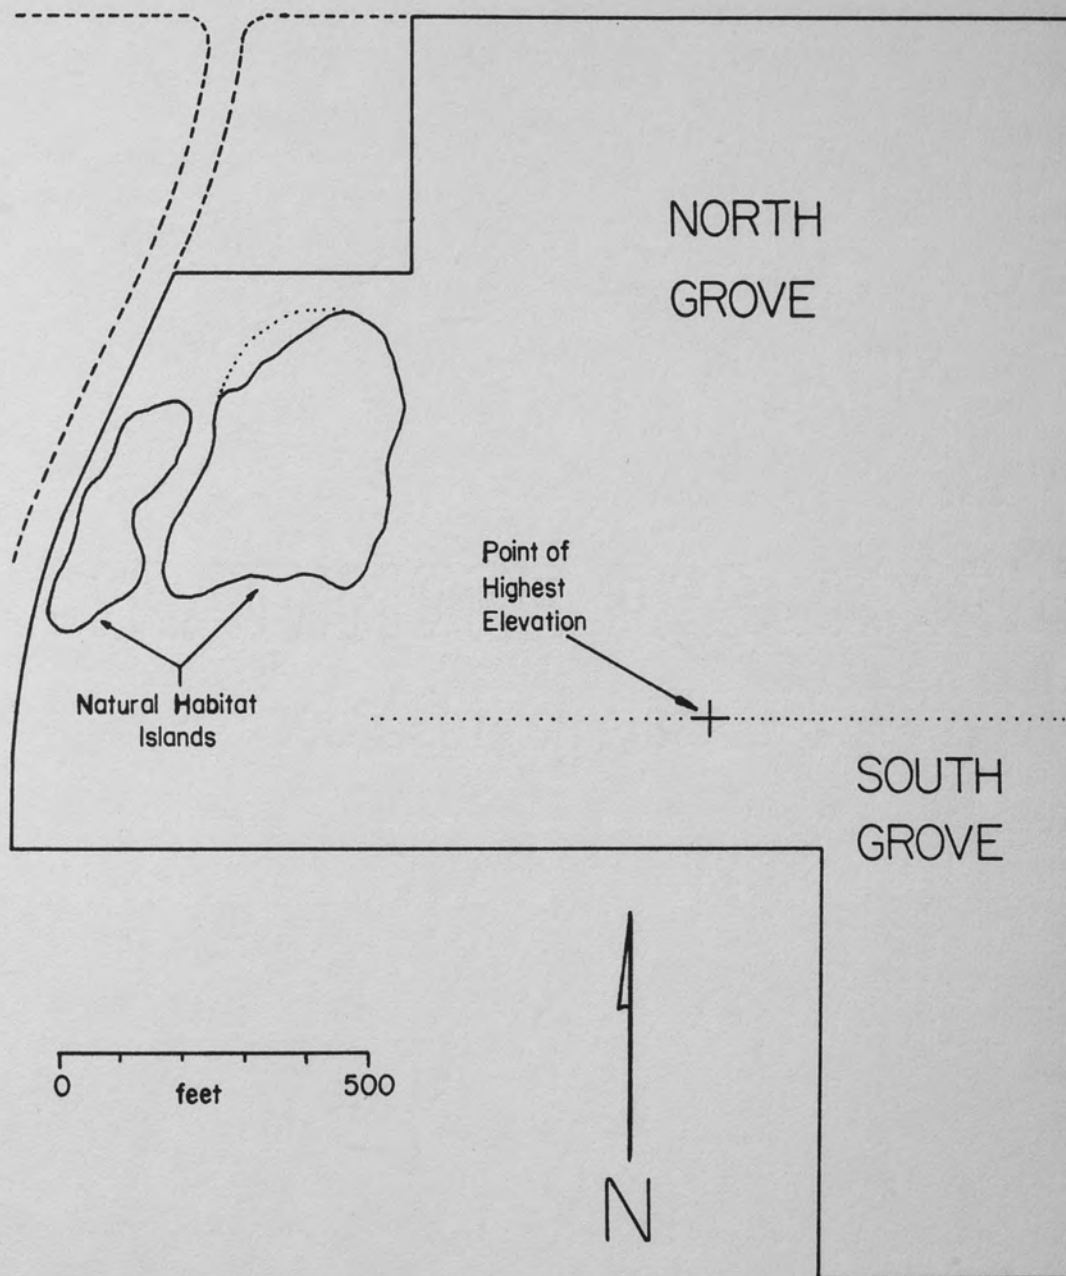 NORTH
GROVE
Point of
Highest
Elevation
Natural Habitat
Islands
SOUTH
GROVE
0 500
feet
N